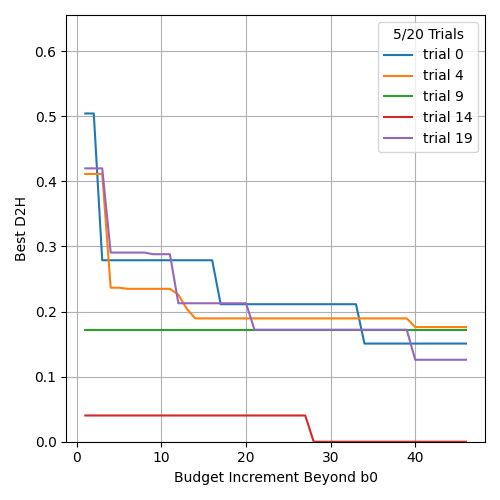 5/20 Trials
trial 0
trial 4
trial 9
trial 14
trial 19
Best D2H
0.6
0.5
0.4
0.3
0.2
0.1
0.0
0 10 20 30 40
Budget Increment Beyond b0